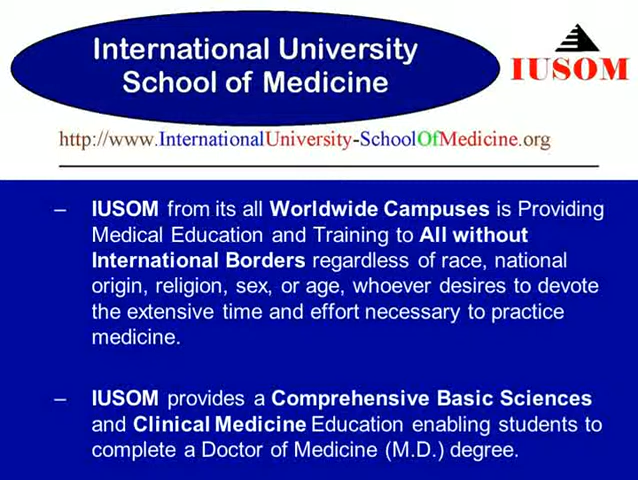 International University
School of Medicine
IUSOM
http://www.InternationalUniversity-SchoolOfMedicine.org
– IUSOM from its all Worldwide Campuses is Providing
Medical Education and Training to All without
International Borders regardless of race, national
origin, religion, sex, or age, whoever desires to devote
the extensive time and effort necessary to practice
medicine.
– IUSOM provides a Comprehensive Basic Sciences
and Clinical Medicine Education enabling students to
complete a Doctor of Medicine (M.D.) degree.